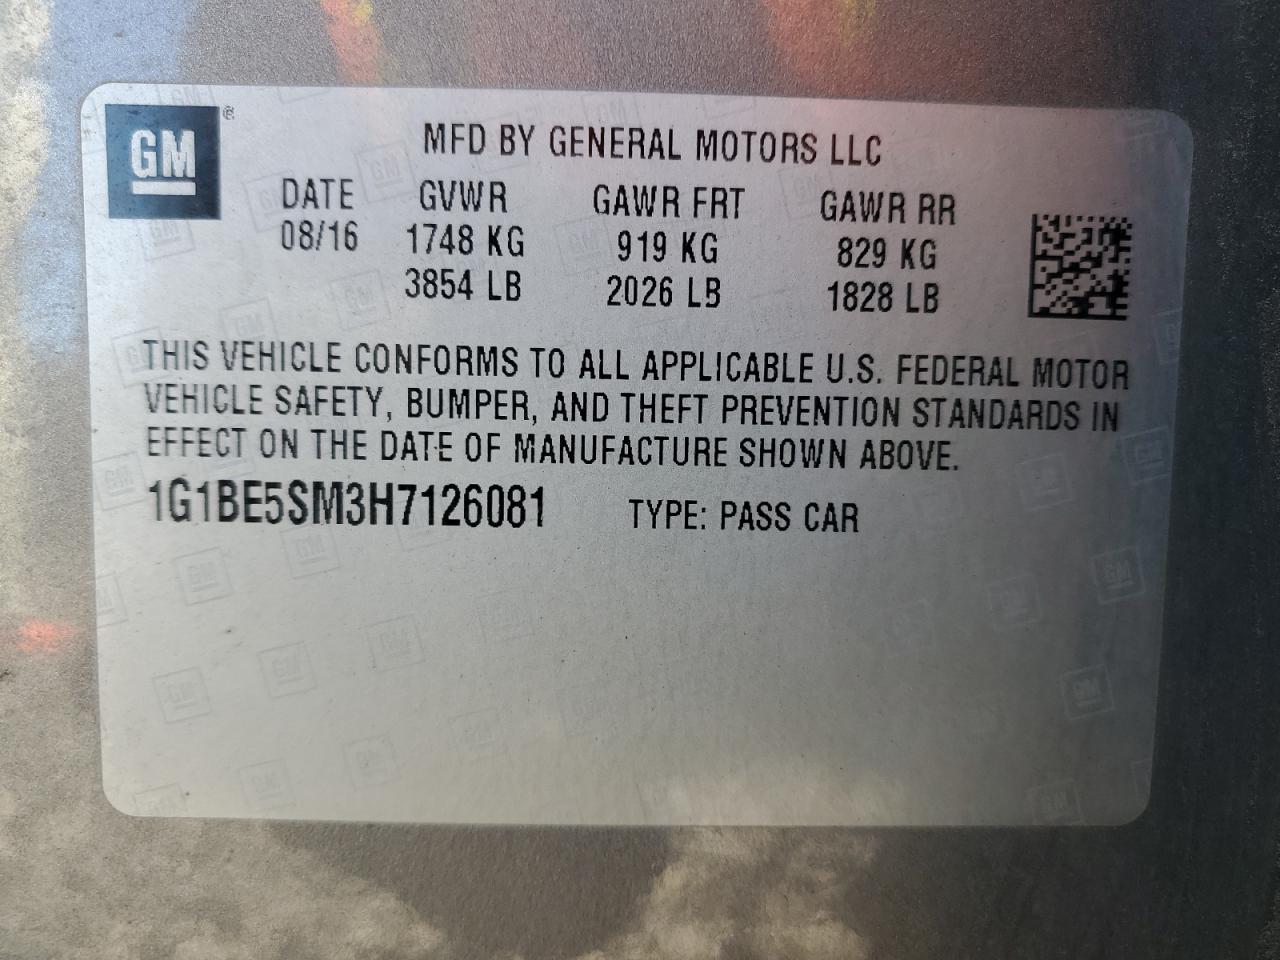 GM ®
MFD BY GENERAL MOTORS LLC
DATE GVWR GAWR FRT GAWR RR
08/16 1748 KG 919 KG 829 KG
3854 LB 2026 LB 1828 LB
THIS VEHICLE CONFORMS TO ALL APPLICABLE U.S. FEDERAL MOTOR
VEHICLE SAFETY, BUMPER, AND THEFT PREVENTION STANDARDS IN
EFFECT ON THE DATE OF MANUFACTURE SHOWN ABOVE.
1G1BE5SM3H7126081 TYPE: PASS CAR